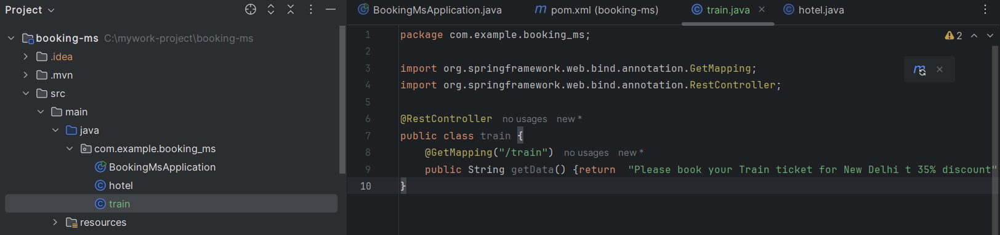 Project
booking-ms C:\mywork-project\booking-ms
.idea
.mvn
src
main
java
com.example.booking_ms
BookingMsApplication
hotel
train
resources
BookingMsApplication.java pom.xml (booking-ms) train.java hotel.java
1 package com.example.booking_ms; 2
2
3 import org.springframework.web.bind.annotation.GetMapping;
4 import org.springframework.web.bind.annotation.RestController;
5
6 @RestController no usages new *
7 public class train {
8 @GetMapping("/train") no usages new *
9 public String getData() {return "Please book your Train ticket for New Delhi t 35% discount"
10 }